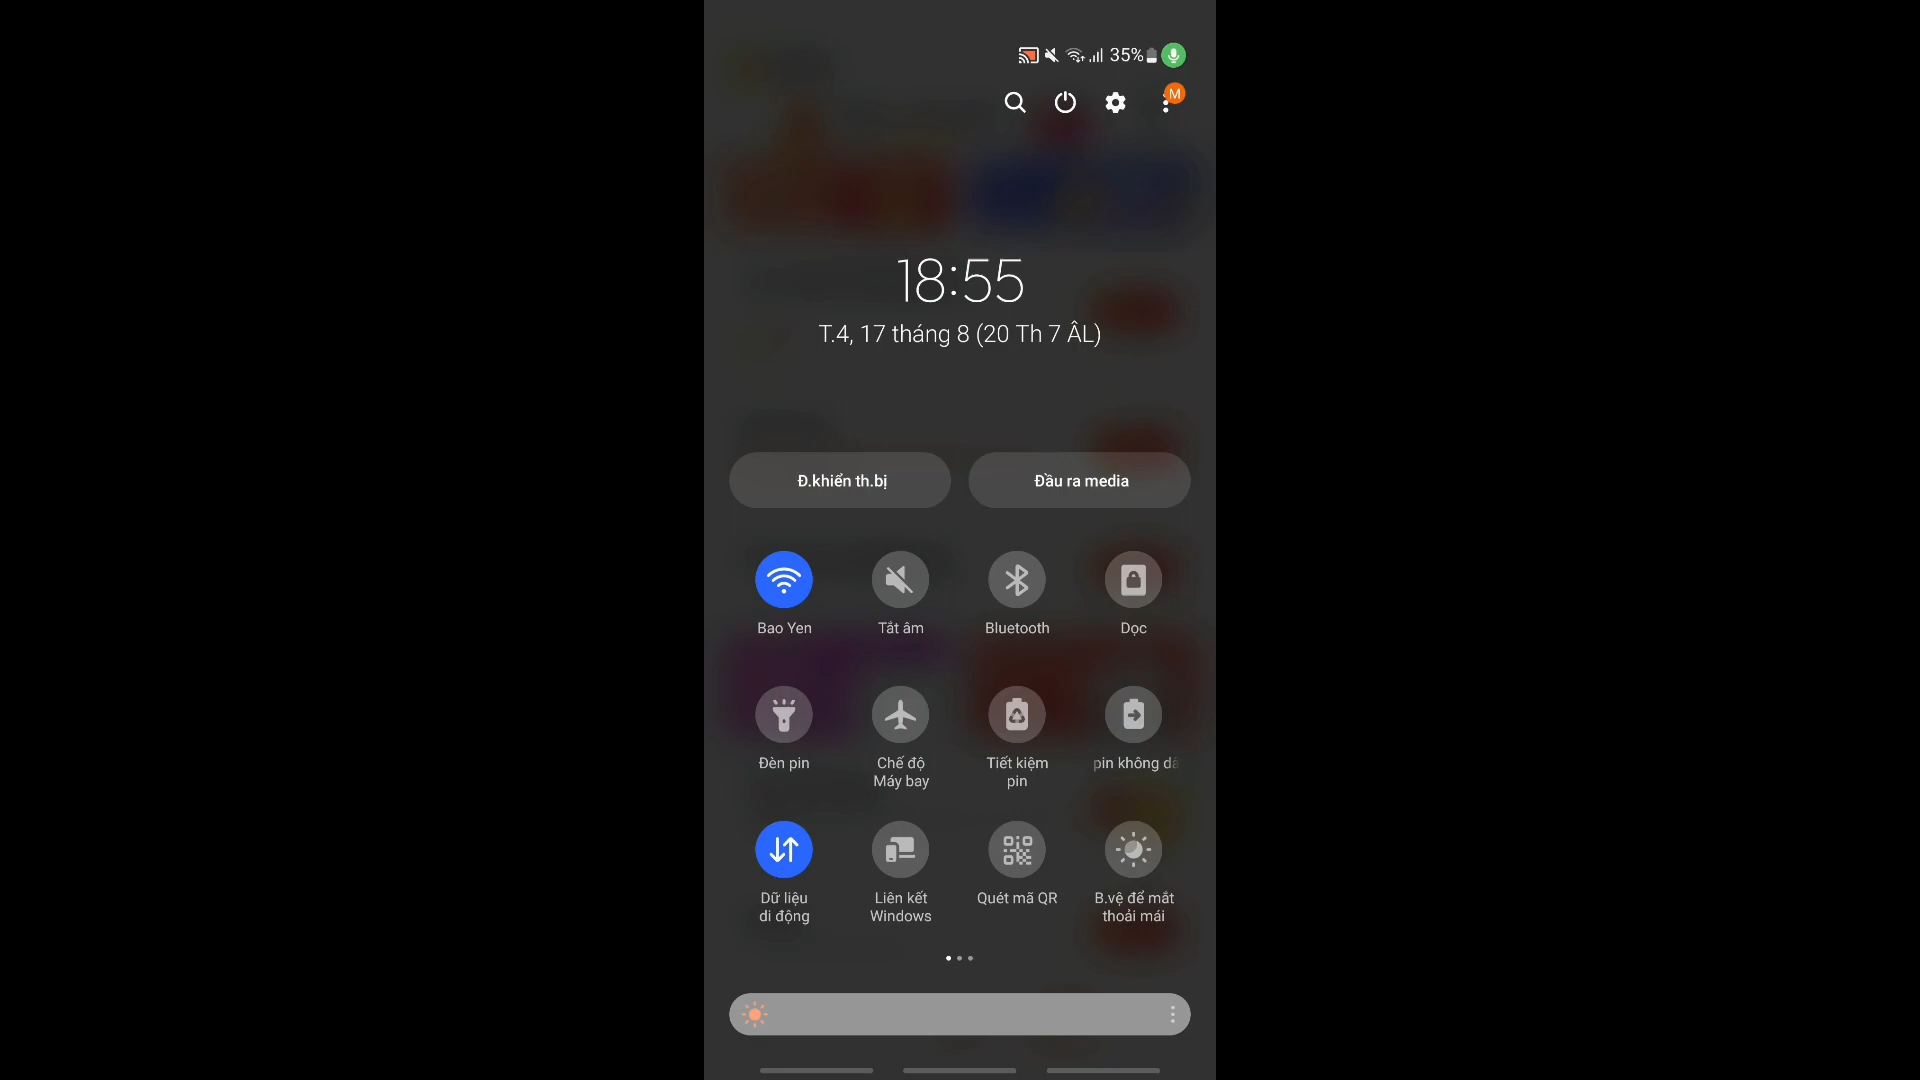 35%
M
18:55
T.4, 17 tháng 8 (20 Th 7 ÂL)
Đ.khiển th.bị
Đầu ra media
Bao Yen
Tắt âm
Bluetooth
Dọc
Đèn pin
Chế độ
Máy bay
Tiết kiệm
pin
pin không dâ
Dữ liệu
di động
Liên kết
Windows
Quét mã QR
B.vệ để mắt
thoải mái